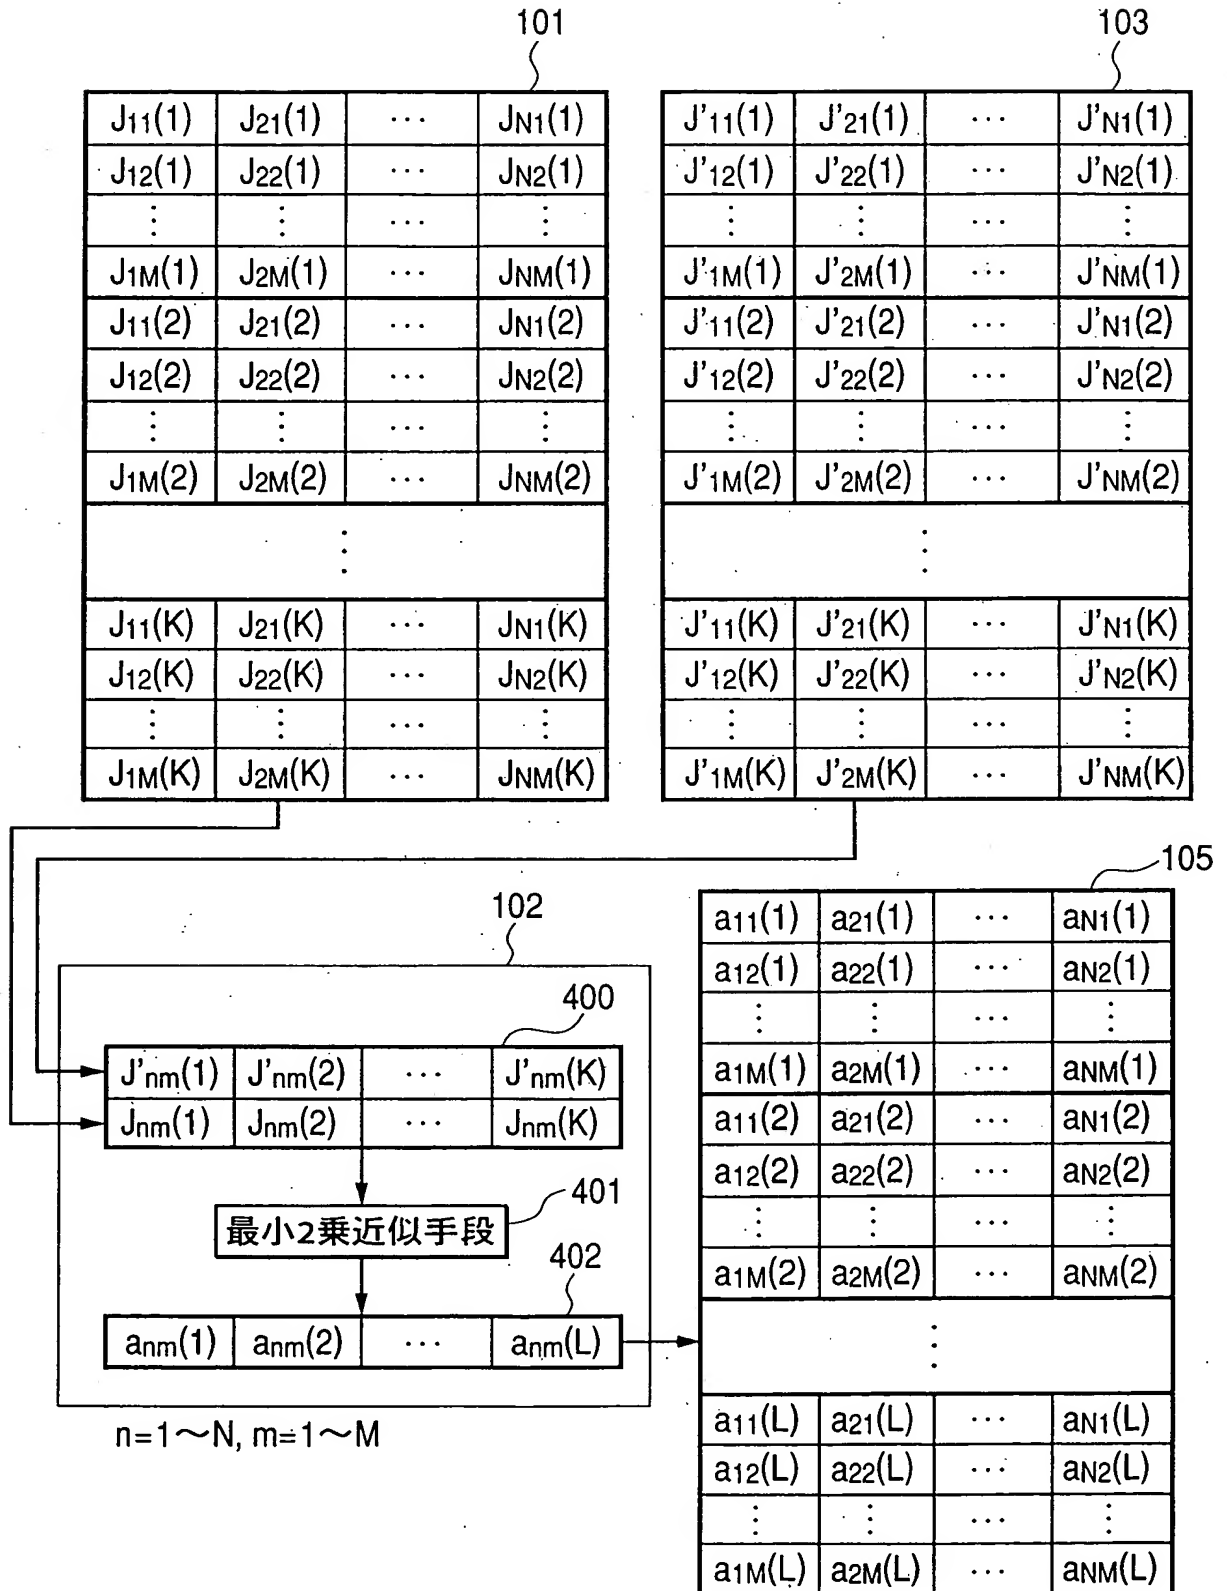 101
J11(1) J21(1) ··· JN1(1)
J12(1) J22(1) ··· JN2(1)
⋮ ⋮ ··· ⋮
J1M(1) J2M(1) ··· JNM(1)
J11(2) J21(2) ··· JN1(2)
J12(2) J22(2) ··· JN2(2)
⋮ ⋮ ··· ⋮
J1M(2) J2M(2) ··· JNM(2)
⋮
J11(K) J21(K) ··· JN1(K)
J12(K) J22(K) ··· JN2(K)
⋮ ⋮ ··· ⋮
J1M(K) J2M(K) ··· JNM(K)
103
J'11(1) J'21(1) ··· J'N1(1)
J'12(1) J'22(1) ··· J'N2(1)
⋮ ⋮ ··· ⋮
J'1M(1) J'2M(1) ··· J'NM(1)
J'11(2) J'21(2) ··· J'N1(2)
J'12(2) J'22(2) ··· J'N2(2)
⋮ ⋮ ··· ⋮
J'1M(2) J'2M(2) ··· J'NM(2)
⋮
J'11(K) J'21(K) ··· J'N1(K)
J'12(K) J'22(K) ··· J'N2(K)
⋮ ⋮ ··· ⋮
J'1M(K) J'2M(K) ··· J'NM(K)
102
400
J'nm(1) J'nm(2) ··· J'nm(K)
Jnm(1) Jnm(2) ··· Jnm(K)
401
最小2乗近似手段
402
anm(1) anm(2) ··· anm(L)
n=1～N, m=1～M
105
a11(1) a21(1) ··· aN1(1)
a12(1) a22(1) ··· aN2(1)
⋮ ⋮ ··· ⋮
a1M(1) a2M(1) ··· aNM(1)
a11(2) a21(2) ··· aN1(2)
a12(2) a22(2) ··· aN2(2)
⋮ ⋮ ··· ⋮
a1M(2) a2M(2) ··· aNM(2)
⋮
a11(L) a21(L) ··· aN1(L)
a12(L) a22(L) ··· aN2(L)
⋮ ⋮ ··· ⋮
a1M(L) a2M(L) ··· aNM(L)